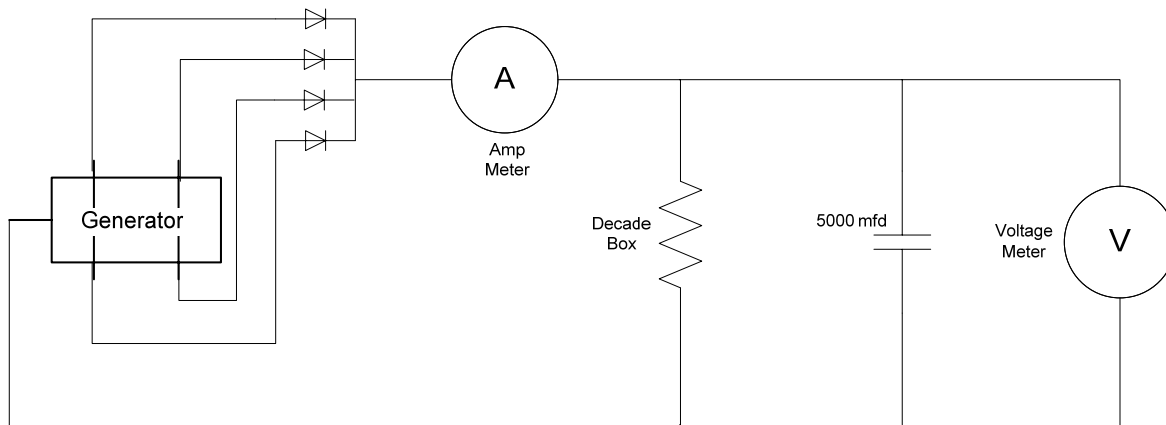 A
Amp
Meter
Generator
Decade
Box
5000 mfd
Voltage
Meter
V